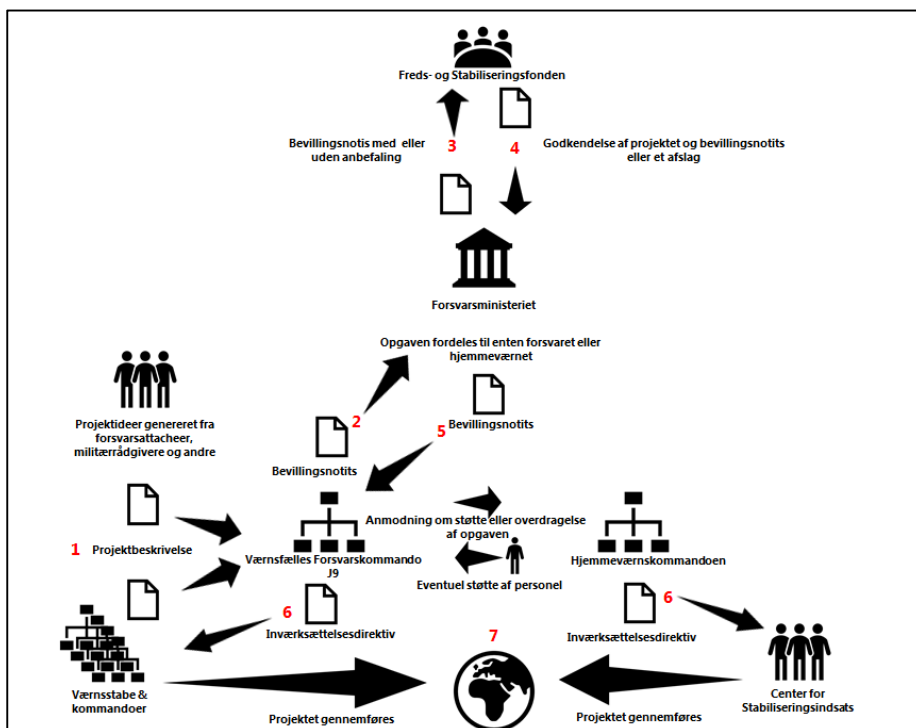 Freds- og Stabiliseringsfonden
Bevillingsnotis med eller
uden anbefaling
3
4
Godkendelse af projektet og bevillingsnotits
eller et afslag
Forsvarsministeriet
Opgaven fordeles til enten forsvaret eller
hjemmeværnet
Projektideer genereret fra
forsvarsattacheer,
militærrådgivere og andre
2
Bevillingsnotits
5
Bevillingsnotits
1
Projektbeskrivelse
Anmodning om støtte eller overdragelse
af opgaven
Værnsfælles Forsvarskommando
J9
Hjemmeværnskommandoen
Eventuel støtte af personel
6
Inværksættelsesdirektiv
7
6
Inværksættelsesdirektiv
Værnsstabe &
kommandoer
Projektet gennemføres
Projektet gennemføres
Center for
Stabiliseringsindsats